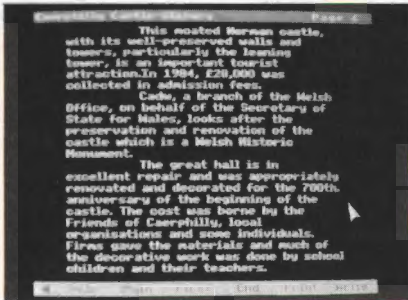 Caerphilly Castle Page 4
This moated Norman castle,
with its well-preserved walls and
towers, particularly the leaning
tower, is an important tourist
attraction.In 1984, £20,000 was
collected in admission fees.
Cadw, a branch of the Welsh
Office, on behalf of the Secretary of
State for Wales, looks after the
preservation and renovation of the
castle which is a Welsh Historic
Monument.
The great hall is in
excellent repair and was appropriately
renovated and decorated for the 700th.
anniversary of the beginning of the
castle. The cost was borne by the
Friends of Caerphilly, local
organisations and some individuals.
Firms gave the materials and much of
the decorative work was done by school
children and their teachers.
Help Main End Print Write